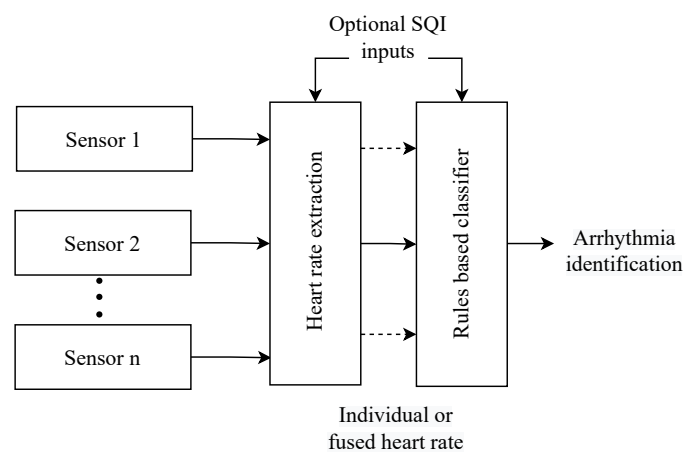 Optional SQI
inputs
Sensor 1
Sensor 2
Sensor n
Heart rate extraction
Rules based classifier
Arrhythmia
identification
Individual or
fused heart rate